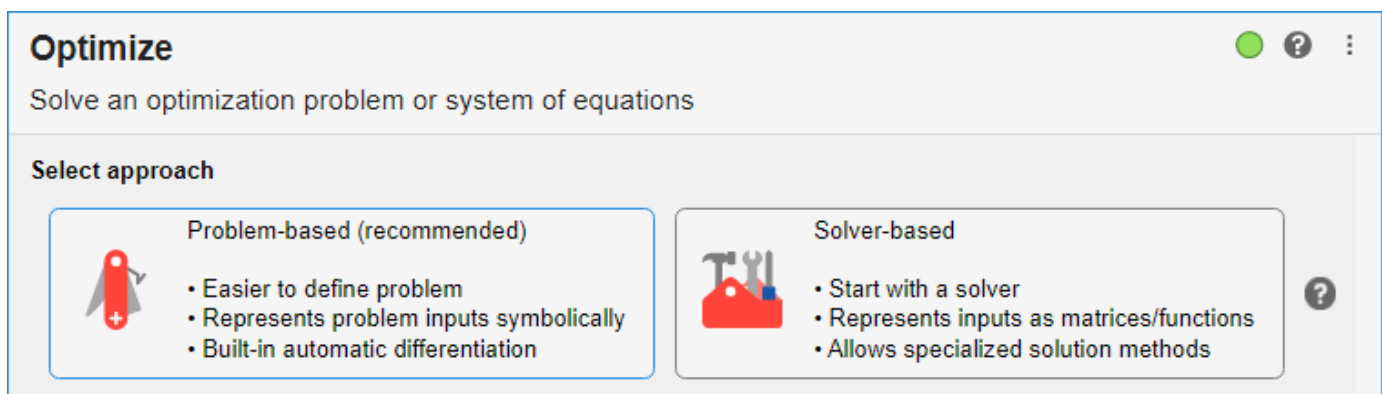 Optimize
Solve an optimization problem or system of equations
Select approach
Problem-based (recommended)
• Easier to define problem
• Represents problem inputs symbolically
• Built-in automatic differentiation
Solver-based
• Start with a solver
• Represents inputs as matrices/functions
• Allows specialized solution methods